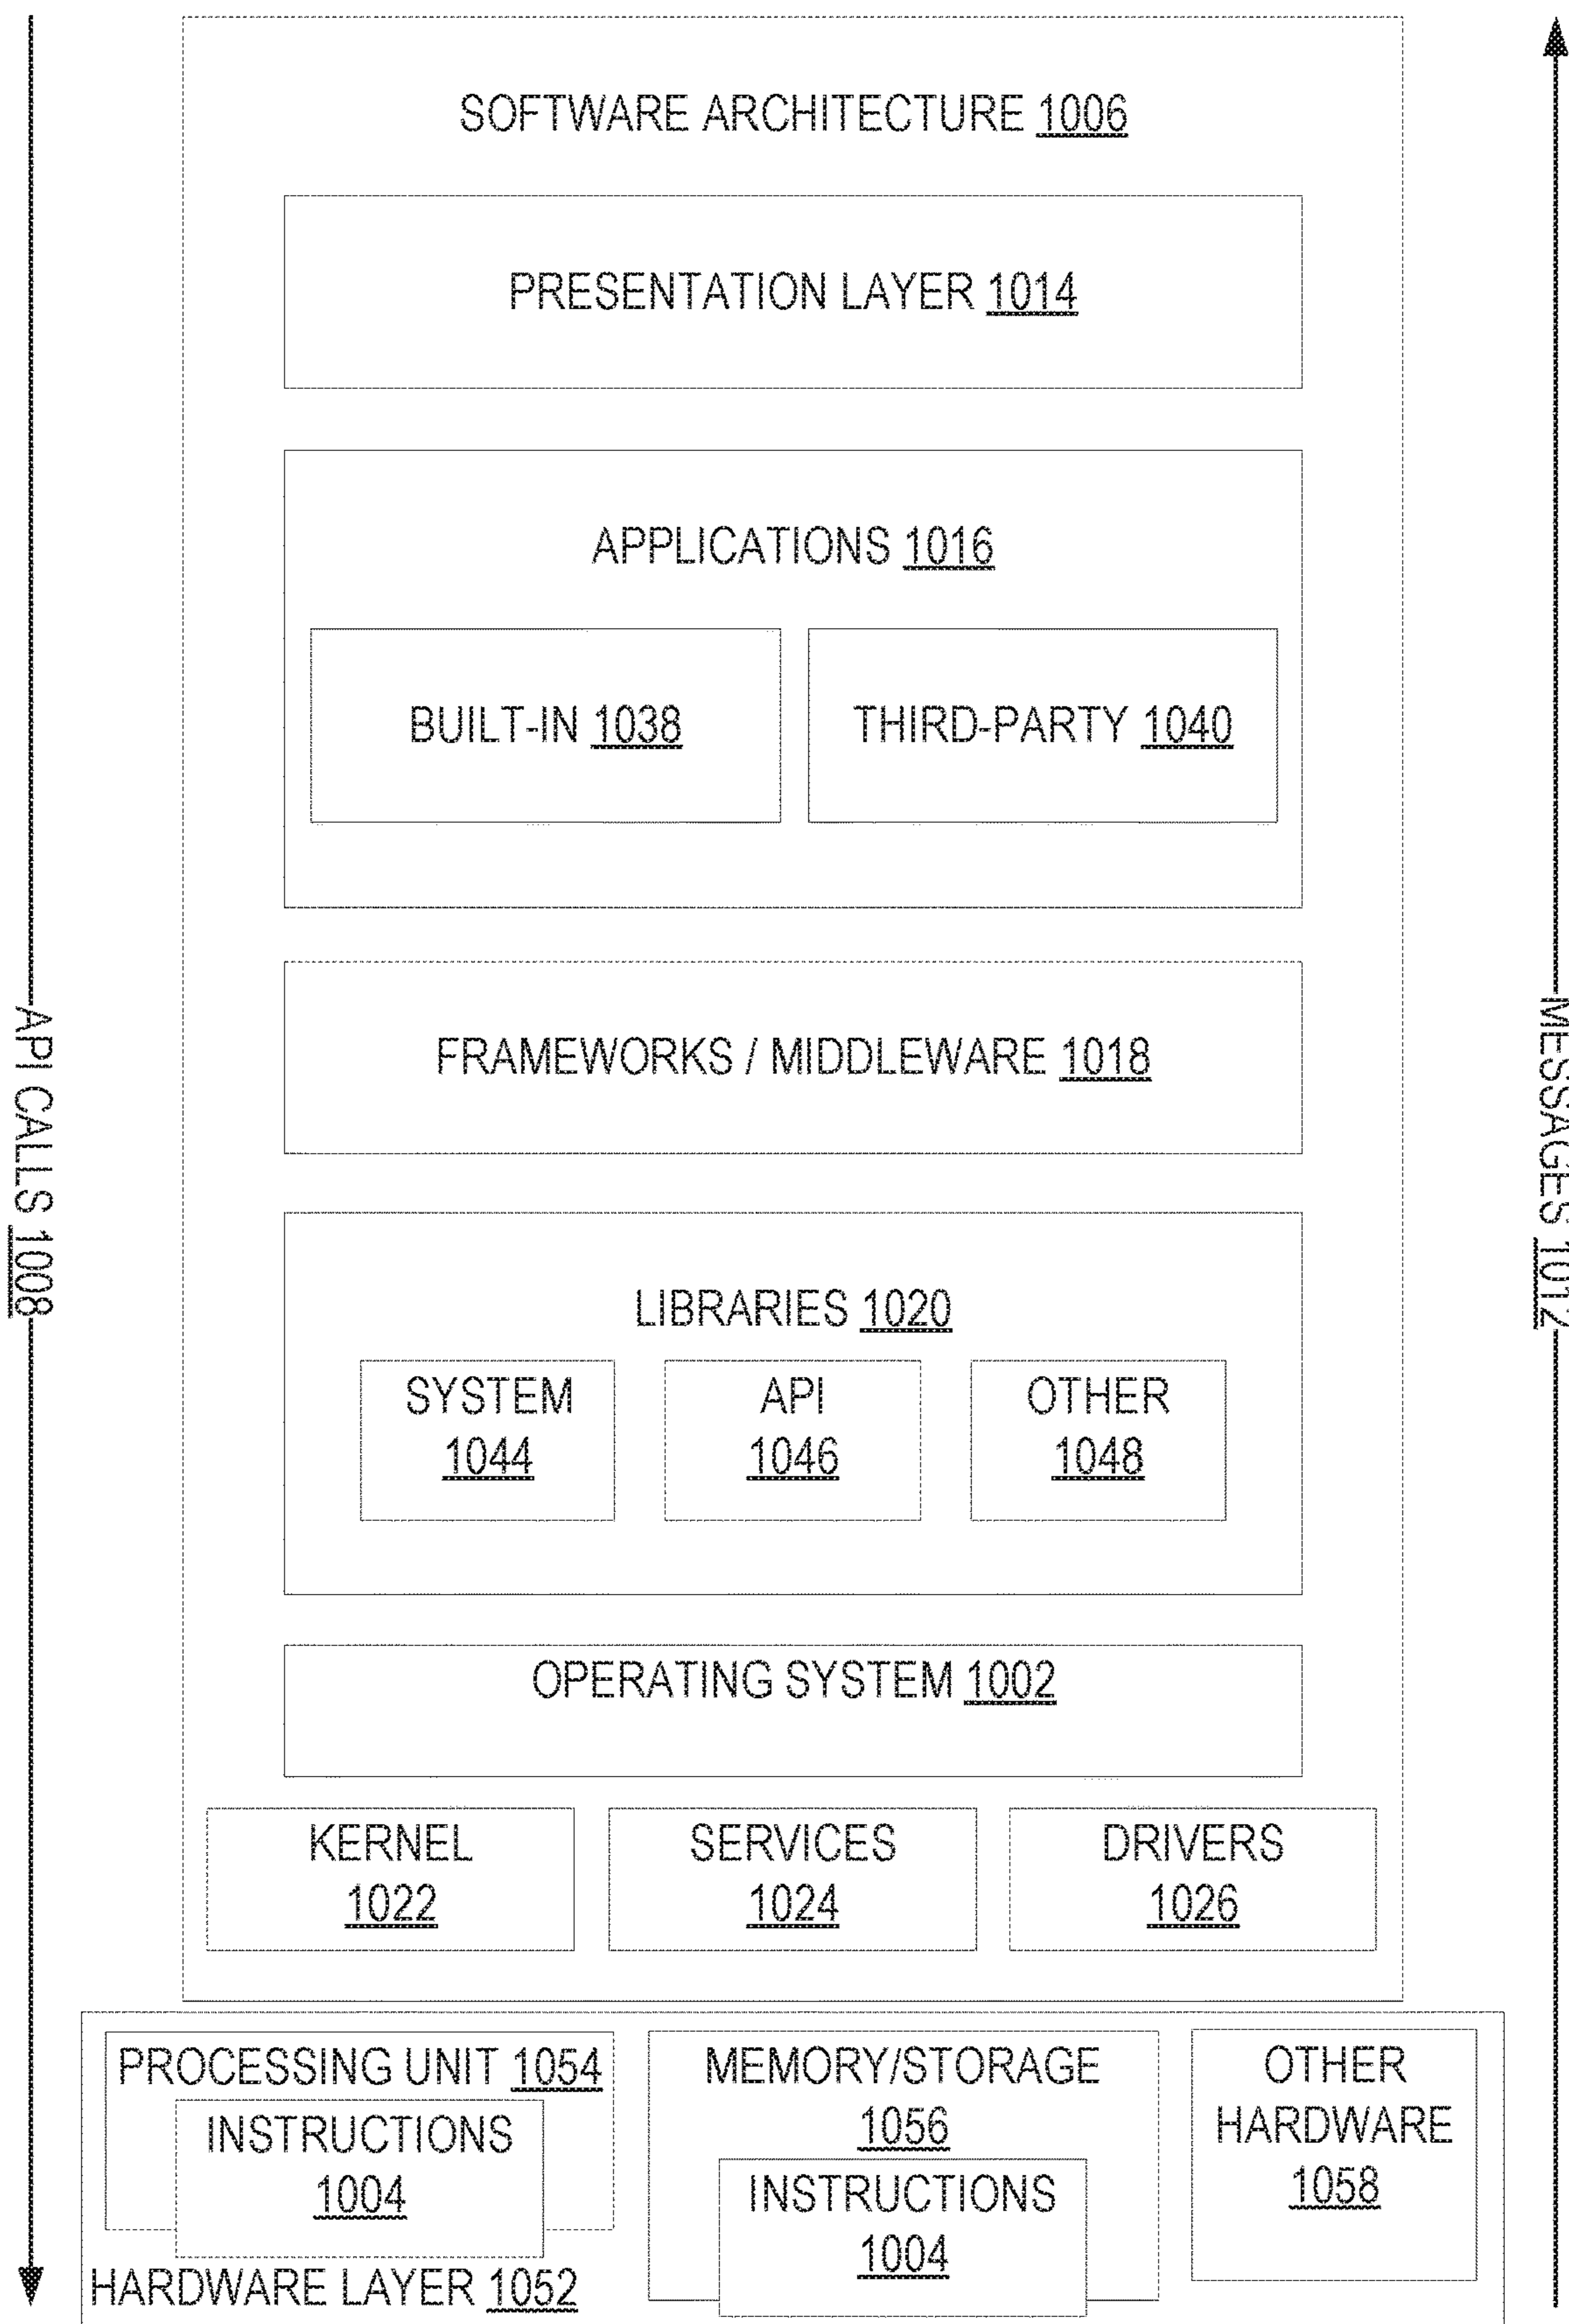 SOFTWARE ARCHITECTURE 1006
PRESENTATION LAYER 1014
APPLICATIONS 1016
BUILT-IN 1038
THIRD-PARTY 1040
FRAMEWORKS / MIDDLEWARE 1018
API CALLS 1008
MESSAGES 1012
LIBRARIES 1020
SYSTEM
1044
API
1046
OTHER
1048
OPERATING SYSTEM 1002
KERNEL
1022
SERVICES
1024
DRIVERS
1026
PROCESSING UNIT 1054
INSTRUCTIONS
1004
MEMORY/STORAGE
1056
INSTRUCTIONS
1004
OTHER
HARDWARE
1058
HARDWARE LAYER 1052